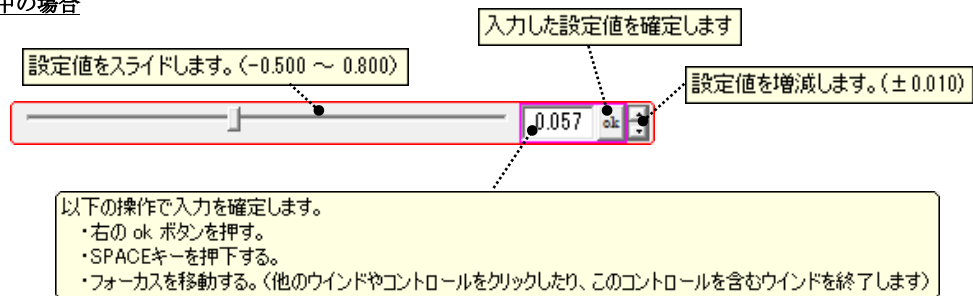 中の場合
入力した設定値を確定します
設定値をスライドします。(-0.500 ～ 0.800)
設定値を増減します。(±0.010)
0.057 ok
以下の操作で入力を確定します。
・右の ok ボタンを押す。
・SPACEキーを押下する。
・フォーカスを移動する。(他のウインドやコントロールをクリックしたり、このコントロールを含むウインドを終了します)